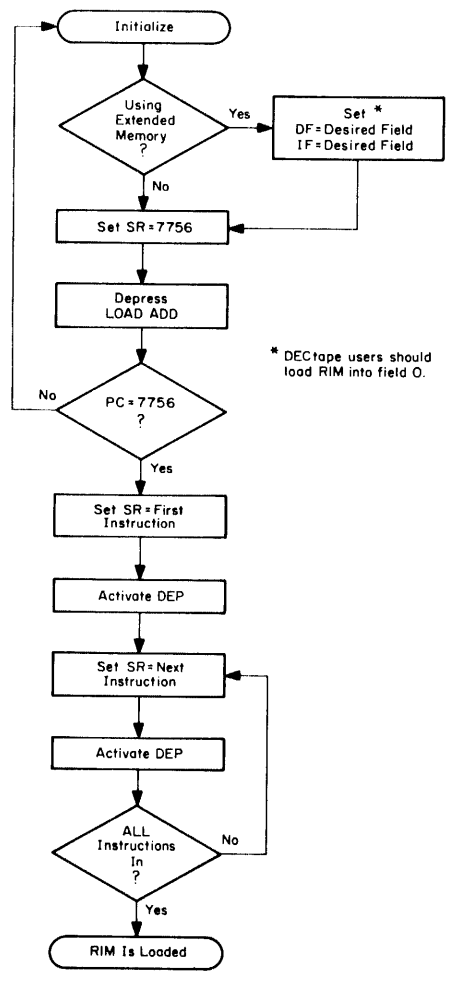 Initialize
Using
Extended
Memory
?
Yes
Set *
DF=Desired Field
IF=Desired Field
No
Set SR=7756
Depress
LOAD ADD
* DECtape users should
load RIM into field 0.
No
PC=7756
?
Yes
Set SR=First
Instruction
Activate DEP
Set SR=Next
Instruction
Activate DEP
ALL
Instructions
In
?
No
Yes
RIM Is Loaded